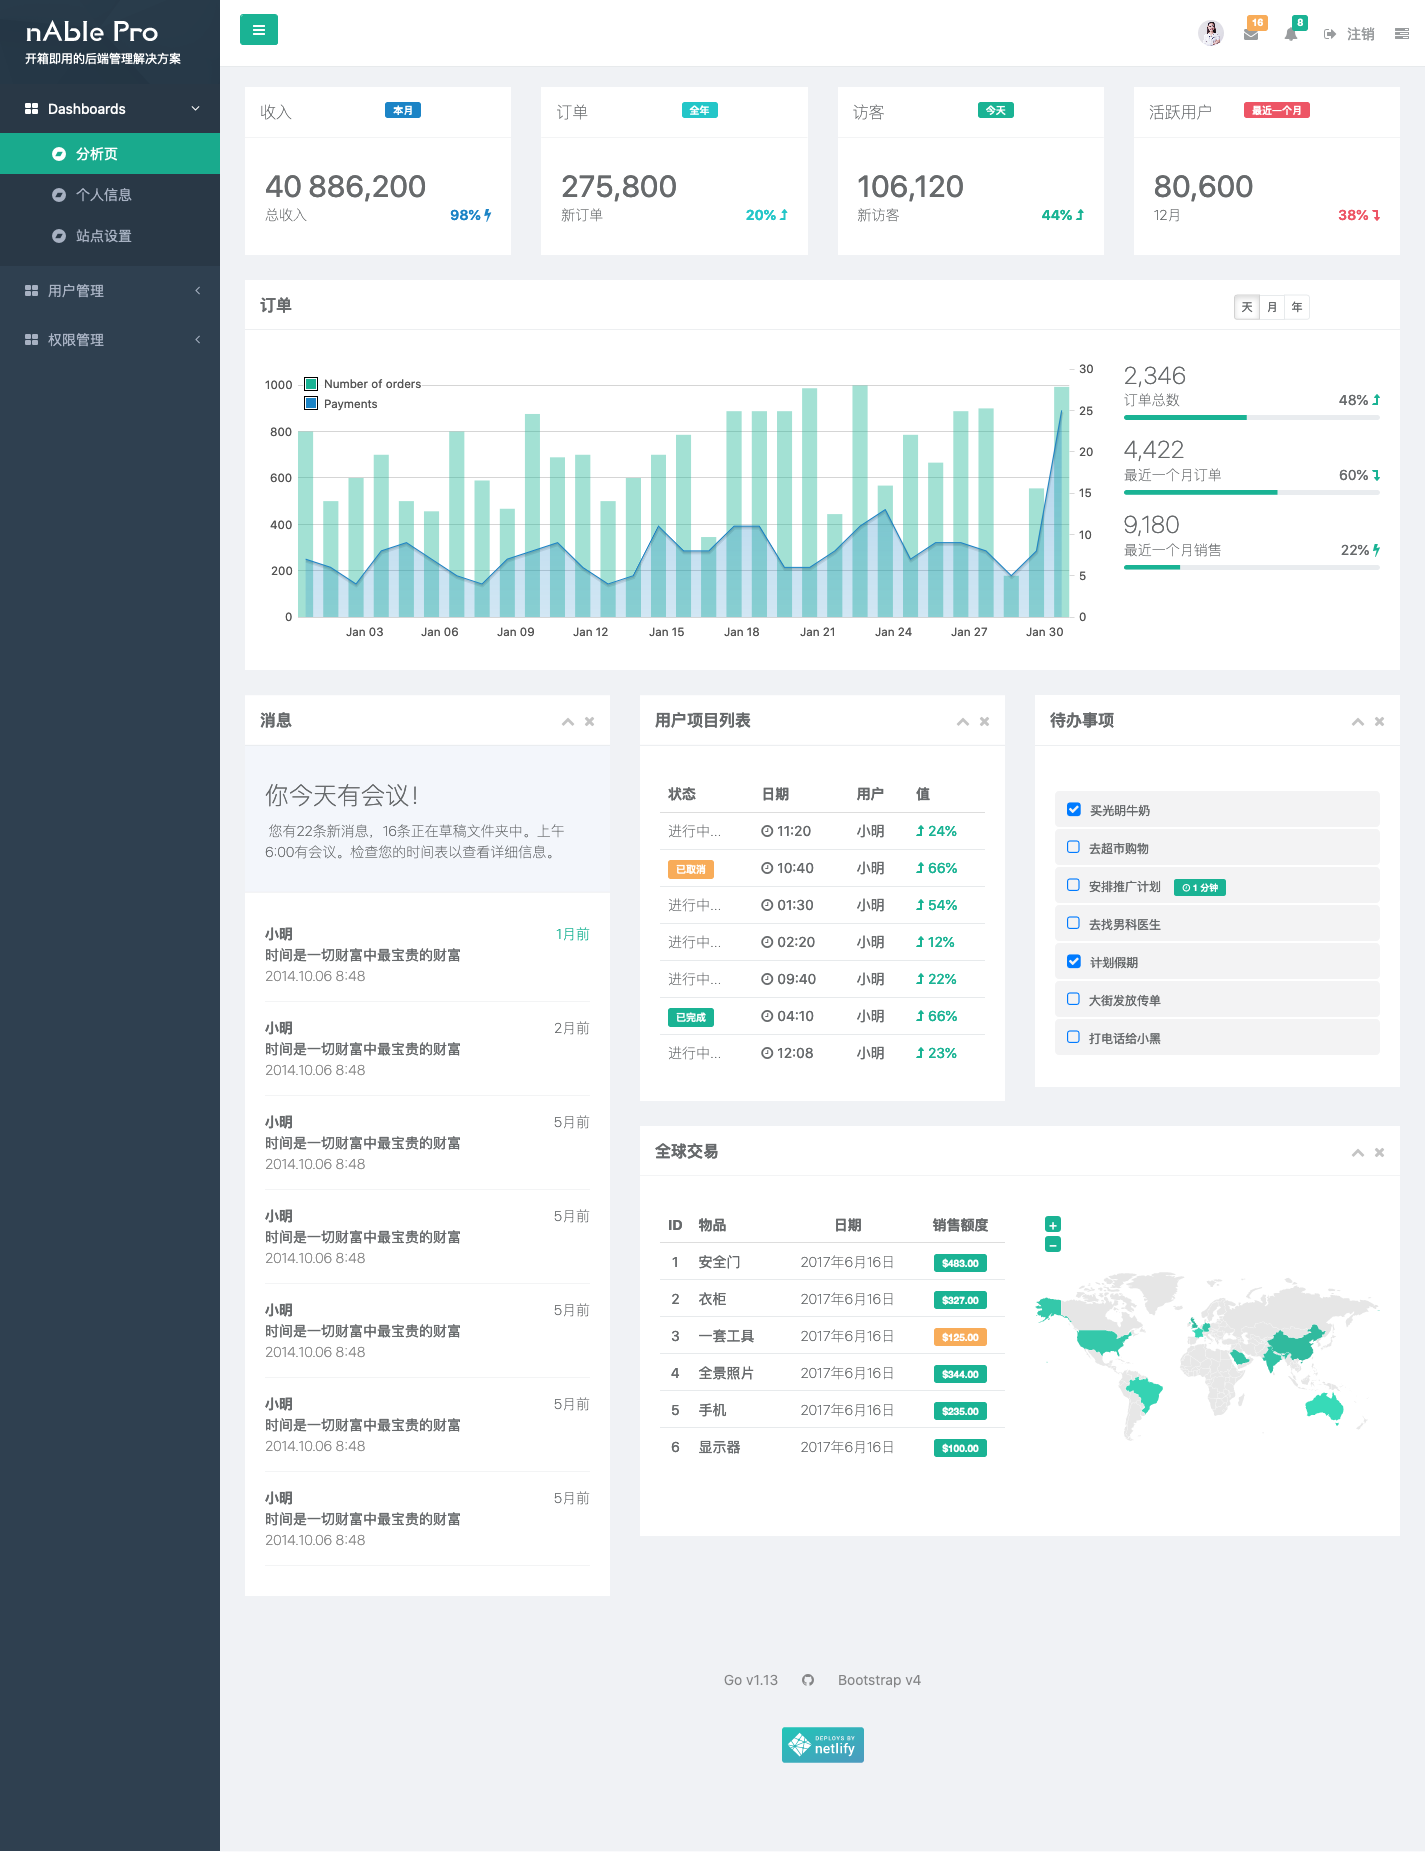 nAble Pro
开箱即用的后端管理解决方案
Dashboards
分析页
个人信息
站点设置
用户管理
权限管理
16
8
注销
收入
本月
40 886,200
总收入
98%
订单
全年
275,800
新订单
20%
访客
今天
106,120
新访客
44%
活跃用户
最近一个月
80,600
12月
38%
订单
天 月 年
Number of orders
Payments
1000
800
600
400
200
0
30
25
20
15
10
5
0
Jan 03 Jan 06 Jan 09 Jan 12 Jan 15 Jan 18 Jan 21 Jan 24 Jan 27 Jan 30
2,346
订单总数 48%
4,422
最近一个月订单 60%
9,180
最近一个月销售 22%
消息
你今天有会议!
您有22条新消息，16条正在草稿文件夹中。上午
6:00有会议。检查您的时间表以查看详细信息。
小明 1月前
时间是一切财富中最宝贵的财富
2014.10.06 8:48
小明 2月前
时间是一切财富中最宝贵的财富
2014.10.06 8:48
小明 5月前
时间是一切财富中最宝贵的财富
2014.10.06 8:48
小明 5月前
时间是一切财富中最宝贵的财富
2014.10.06 8:48
小明 5月前
时间是一切财富中最宝贵的财富
2014.10.06 8:48
小明 5月前
时间是一切财富中最宝贵的财富
2014.10.06 8:48
小明 5月前
时间是一切财富中最宝贵的财富
2014.10.06 8:48
用户项目列表
状态 日期 用户 值
进行中... 11:20 小明 24%
已取消 10:40 小明 66%
进行中... 01:30 小明 54%
进行中... 02:20 小明 12%
进行中... 09:40 小明 22%
已完成 04:10 小明 66%
进行中... 12:08 小明 23%
待办事项
买光明牛奶
去超市购物
安排推广计划 1 分钟
去找男科医生
计划假期
大街发放传单
打电话给小黑
全球交易
ID 物品 日期 销售额度
1 安全门 2017年6月16日 $483.00
2 衣柜 2017年6月16日 $327.00
3 一套工具 2017年6月16日 $125.00
4 全景照片 2017年6月16日 $344.00
5 手机 2017年6月16日 $235.00
6 显示器 2017年6月16日 $100.00
+
−
Go v1.13 Bootstrap v4
DEPLOYS BY
netlify